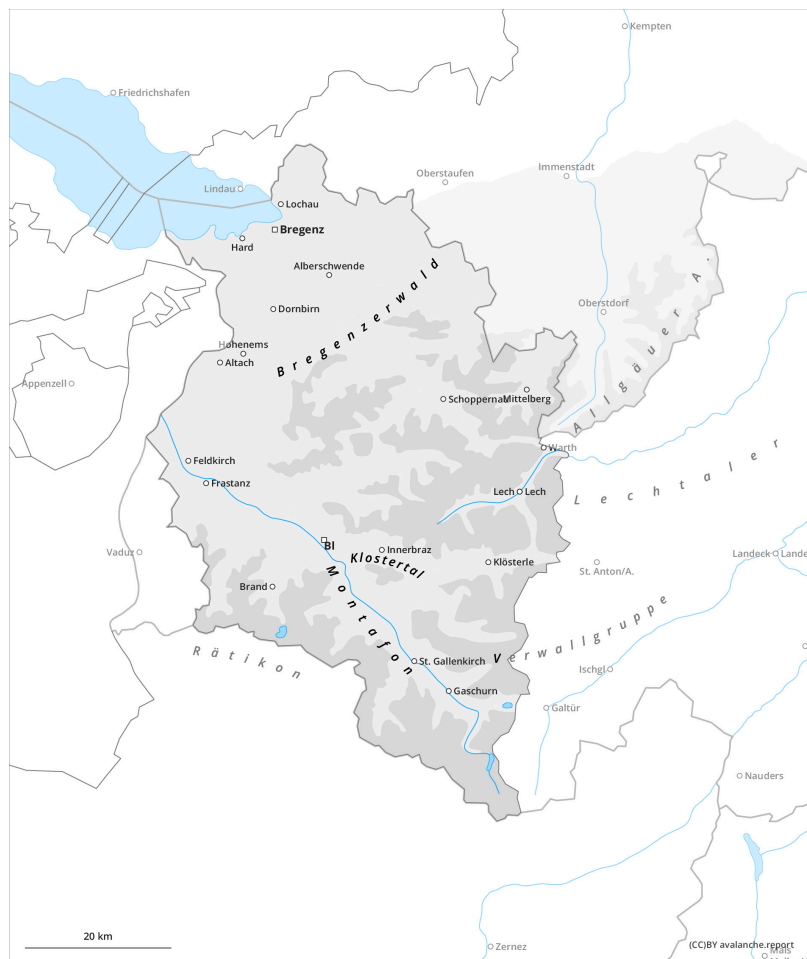 Kempten
Friedrichshafen
Immenstadt
Oberstaufen
Lindau
Lochau
Bregenz
Hard
Alberschwende
Bregenzerwald
Allgäuer A.
Oberstdorf
Dornbirn
Hohenems
Altach
Appenzell
Schoppernau
Mittelberg
Warth
Lechtaler
Feldkirch
Frastanz
Lech
Lech
Bl
Innerbraz
Klostertal
Klösterle
Vaduz
Landeck
Lande
St. Anton/A.
Brand
Montafon
Verwallgruppe
Rätikon
St. Gallenkirch
Ischgl
Gaschurn
Galtür
Nauders
20 km
Zernez
(CC)BY avalanche.report
Mals